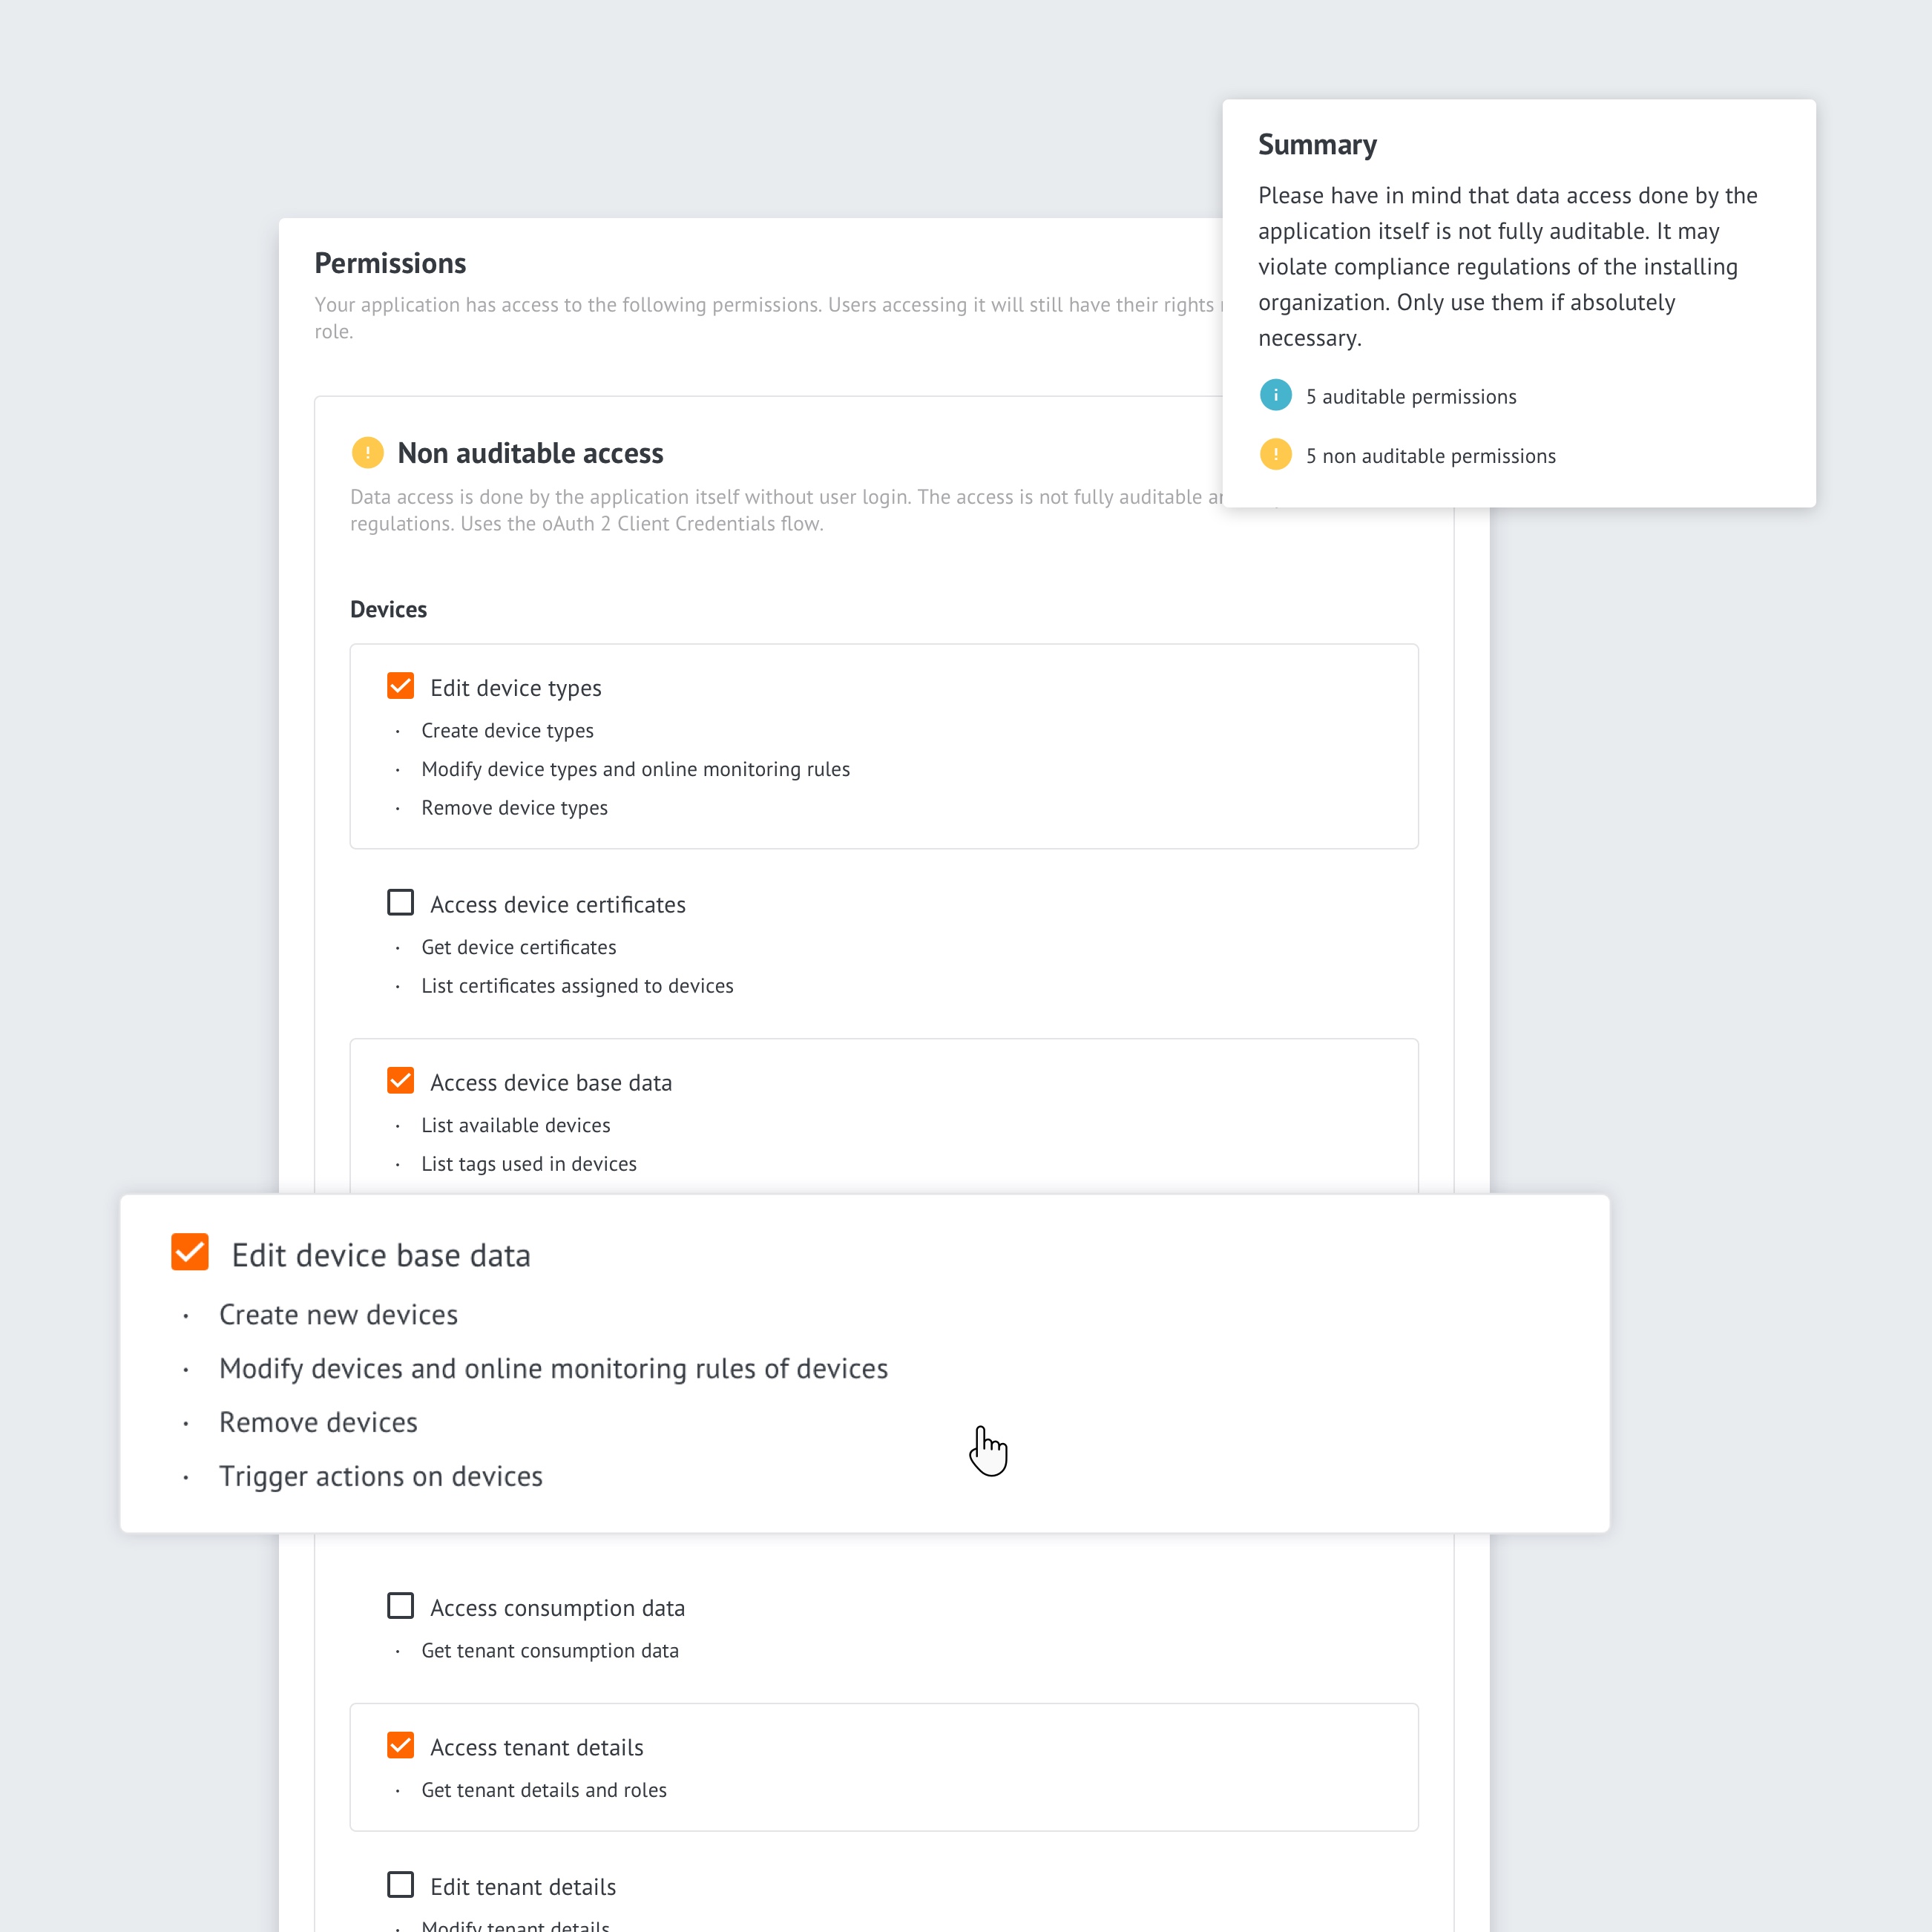 Summary
Please have in mind that data access done by the
application itself is not fully auditable. It may
violate compliance regulations of the installing
organization. Only use them if absolutely
necessary.
5 auditable permissions
5 non auditable permissions
Permissions
Your application has access to the following permissions. Users accessing it will still have their rights
role.
Non auditable access
Data access is done by the application itself without user login. The access is not fully auditable
regulations. Uses the oAuth 2 Client Credentials flow.
Devices
Edit device types
· Create device types
· Modify device types and online monitoring rules
· Remove device types
Access device certificates
· Get device certificates
· List certificates assigned to devices
Access device base data
· List available devices
· List tags used in devices
Edit device base data
· Create new devices
· Modify devices and online monitoring rules of devices
· Remove devices
· Trigger actions on devices
Access consumption data
· Get tenant consumption data
Access tenant details
· Get tenant details and roles
Edit tenant details
· Modify tenant details